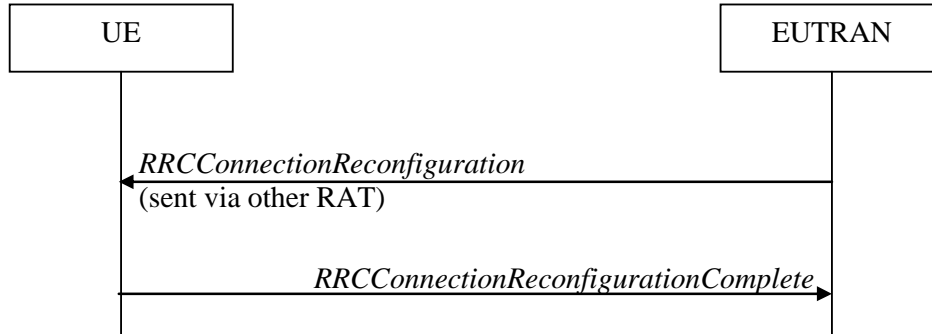 UE
EUTRAN
RRCConnectionReconfiguration
(sent via other RAT)
RRCConnectionReconfigurationComplete